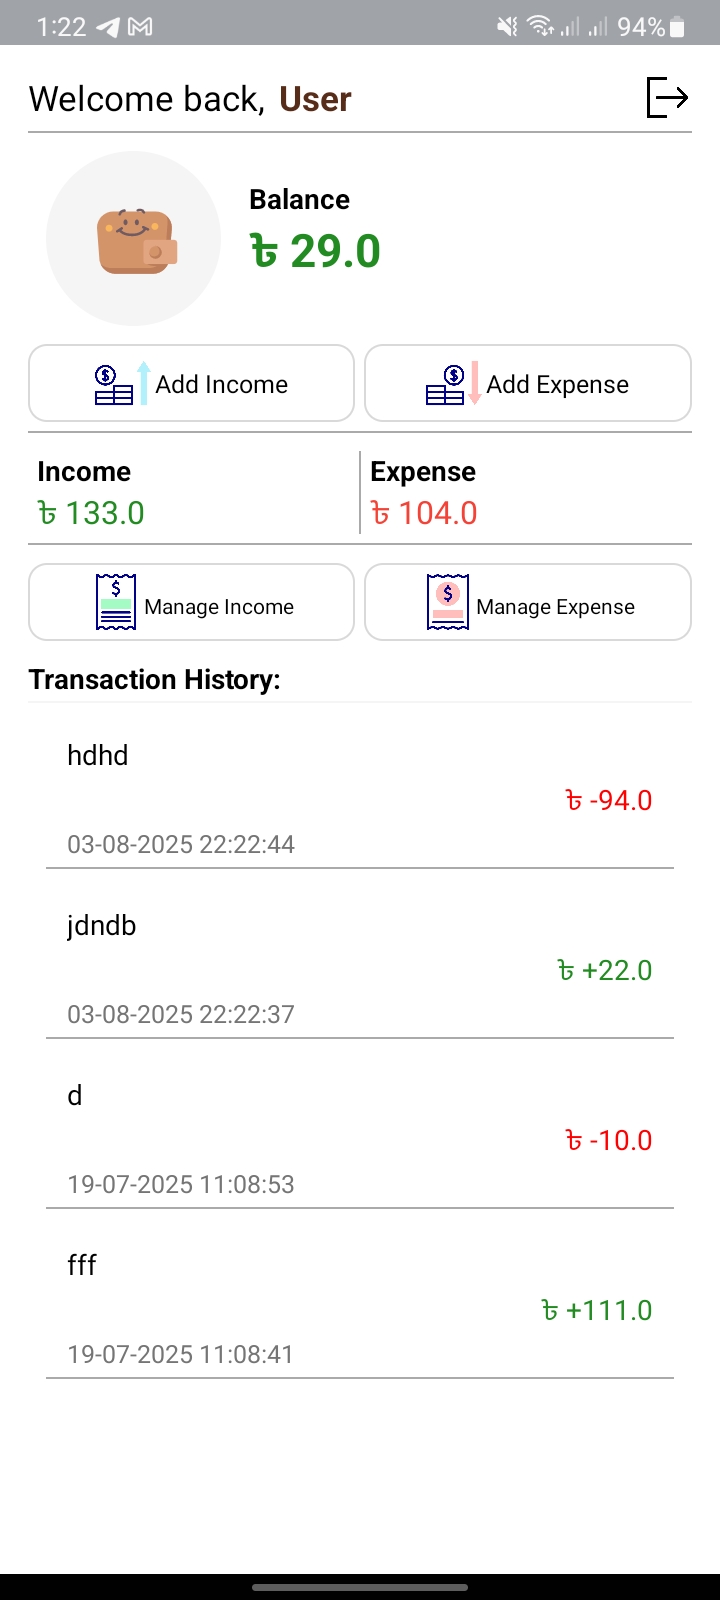 1:22
94%
Welcome back, User
Balance
৳ 29.0
Add Income
Add Expense
Income
Expense
৳ 133.0
৳ 104.0
Manage Income
Manage Expense
Transaction History:
hdhd
৳ -94.0
03-08-2025 22:22:44
jdndb
৳ +22.0
03-08-2025 22:22:37
d
৳ -10.0
19-07-2025 11:08:53
fff
৳ +111.0
19-07-2025 11:08:41